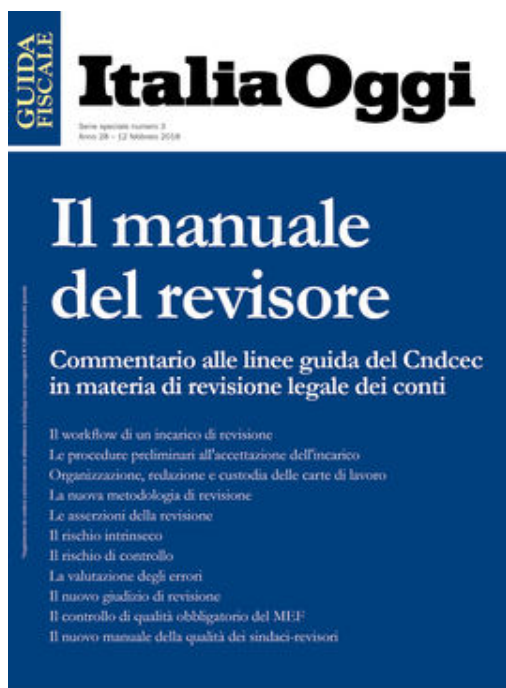 GUIDA
FISCALE
ItaliaOggi
Serie speciale numero 3
Anno 28 - 12 febbraio 2018
Il manuale
del revisore
Commentario alle linee guida del Cndcec
in materia di revisione legale dei conti
Il workflow di un incarico di revisione
Le procedure preliminari all'accettazione dell'incarico
Organizzazione, redazione e custodia delle carte di lavoro
La nuova metodologia di revisione
Le asserzioni della revisione
Il rischio intrinseco
Il rischio di controllo
La valutazione degli errori
Il nuovo giudizio di revisione
Il controllo di qualità obbligatorio del MEF
Il nuovo manuale della qualità dei sindaci-revisori